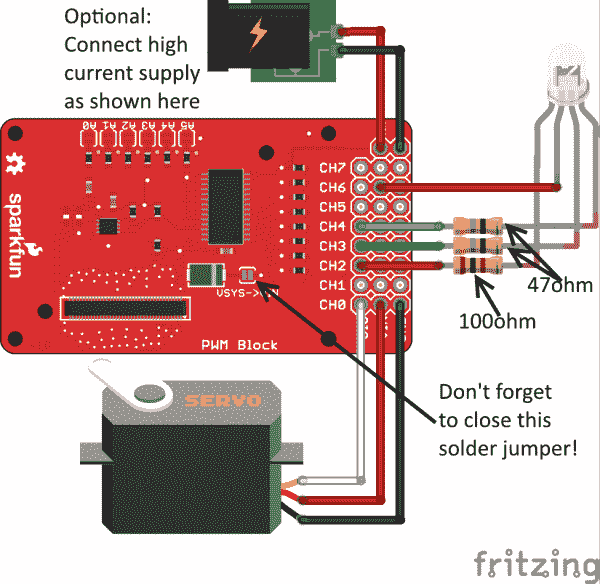 Optional:
Connect high
current supply
as shown here
A0 A1 A2 A3 A4 A5
sparkfun
CH7
CH6
CH5
CH4
CH3
CH2
CH1
CH0
47ohm
100ohm
PWM Block
SERVO
Don't forget
to close this
solder jumper!
fritzing